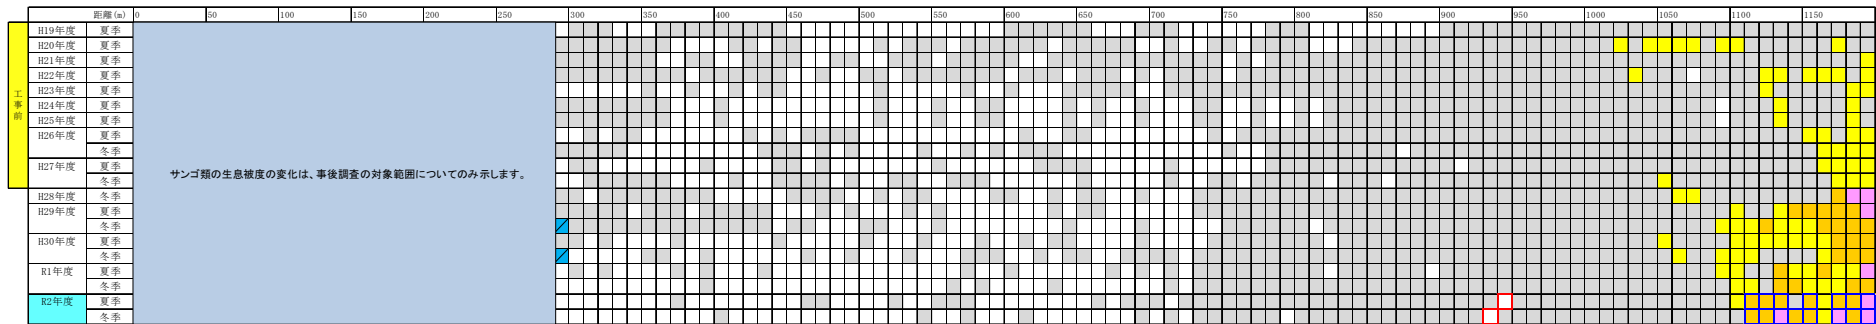 距離(m) 0 50 100 150 200 250 300 350 400 450 500 550 600 650 700 750 800 850 900 950 1000 1050 1100 1150
工事前
H19年度 夏季
H20年度 夏季
H21年度 夏季
H22年度 夏季
H23年度 夏季
H24年度 夏季
H25年度 夏季
H26年度 夏季
冬季
H27年度 夏季
冬季
サンゴ類の生息被度の変化は、事後調査の対象範囲についてのみ示します。
H28年度 冬季
H29年度 夏季
冬季
H30年度 夏季
冬季
R1年度 夏季
冬季
R2年度 夏季
冬季